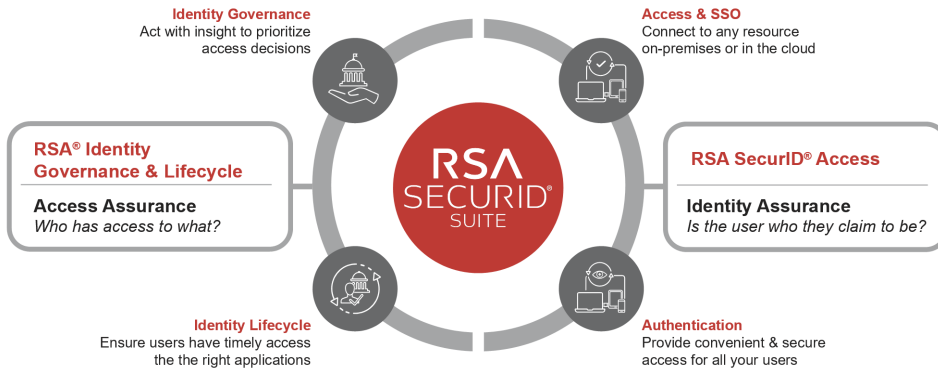 Identity Governance
Act with insight to prioritize
access decisions
Access & SSO
Connect to any resource
on-premises or in the cloud
RSA® Identity
Governance & Lifecycle
Access Assurance
Who has access to what?
RSA
SECURID®
SUITE
RSA SecurID® Access
Identity Assurance
Is the user who they claim to be?
Identity Lifecycle
Ensure users have timely access
the the right applications
Authentication
Provide convenient & secure
access for all your users